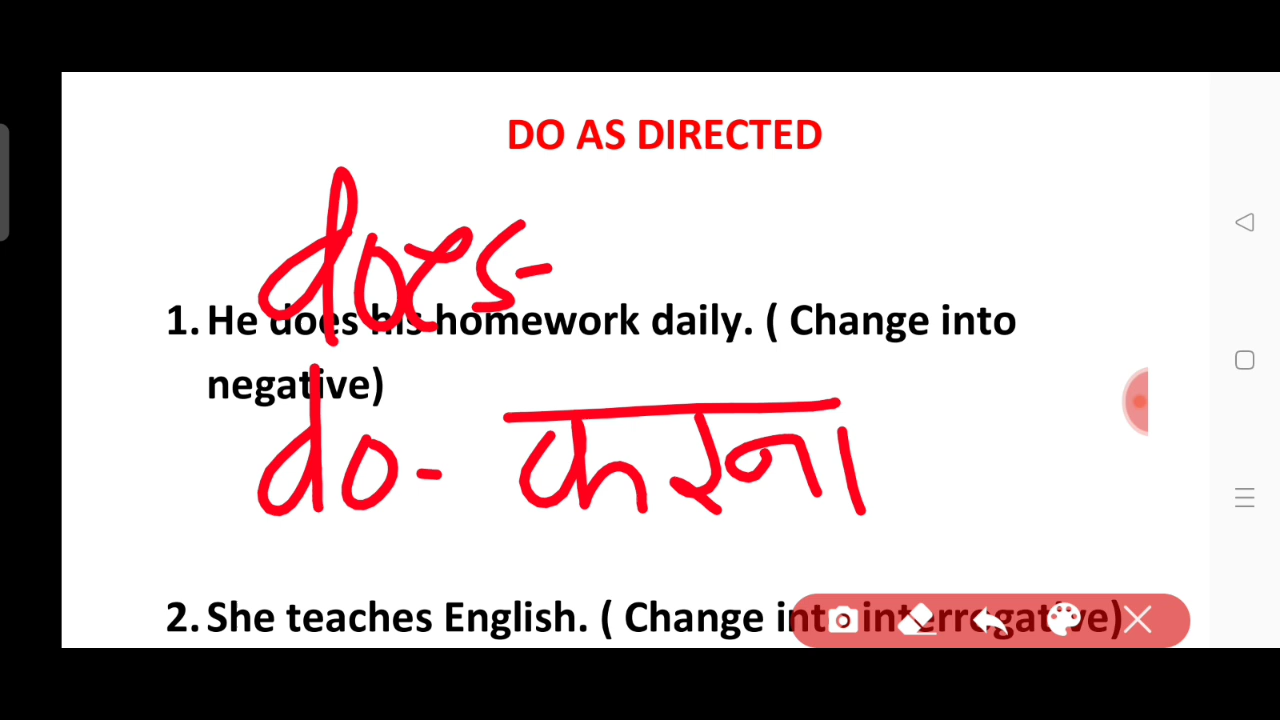 DO AS DIRECTED
does-
1. He does his homework daily. ( Change into
negative)
do- करना
2. She teaches English. ( Change into interrogative)